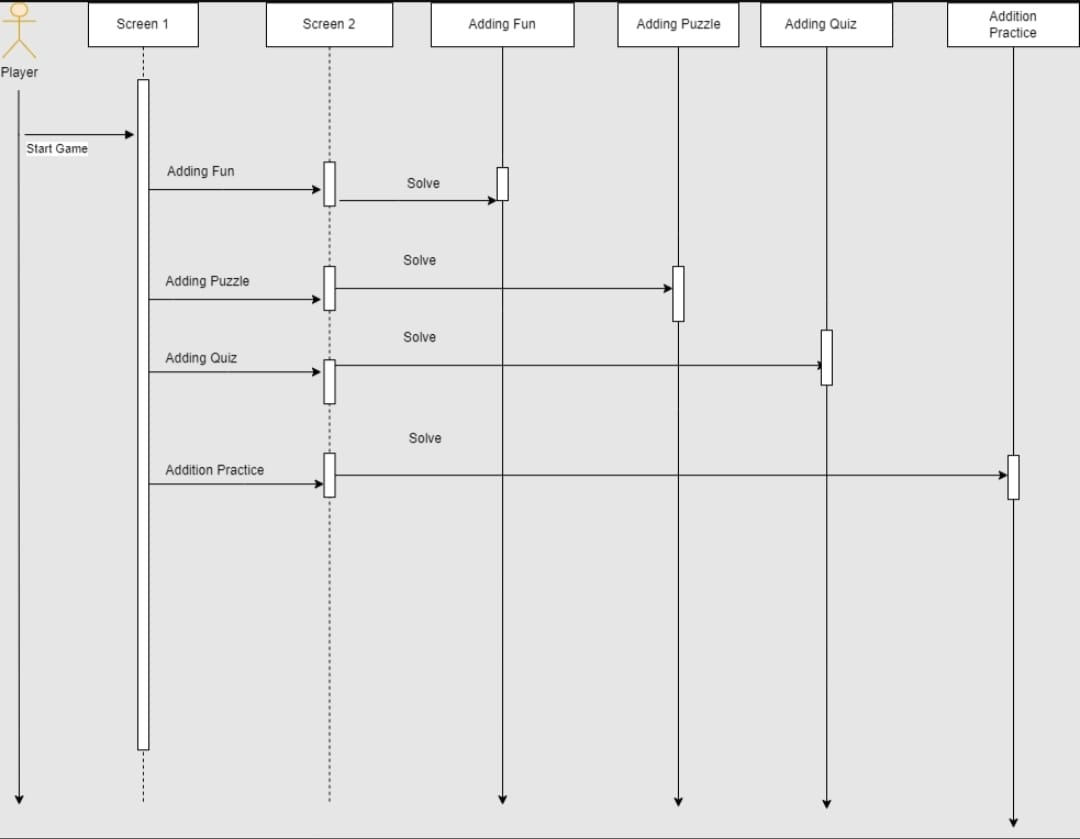 Screen 1
Screen 2
Adding Fun
Adding Puzzle
Adding Quiz
Addition
Practice
Player
Start Game
Adding Fun
Solve
Solve
Adding Puzzle
Solve
Adding Quiz
Solve
Addition Practice